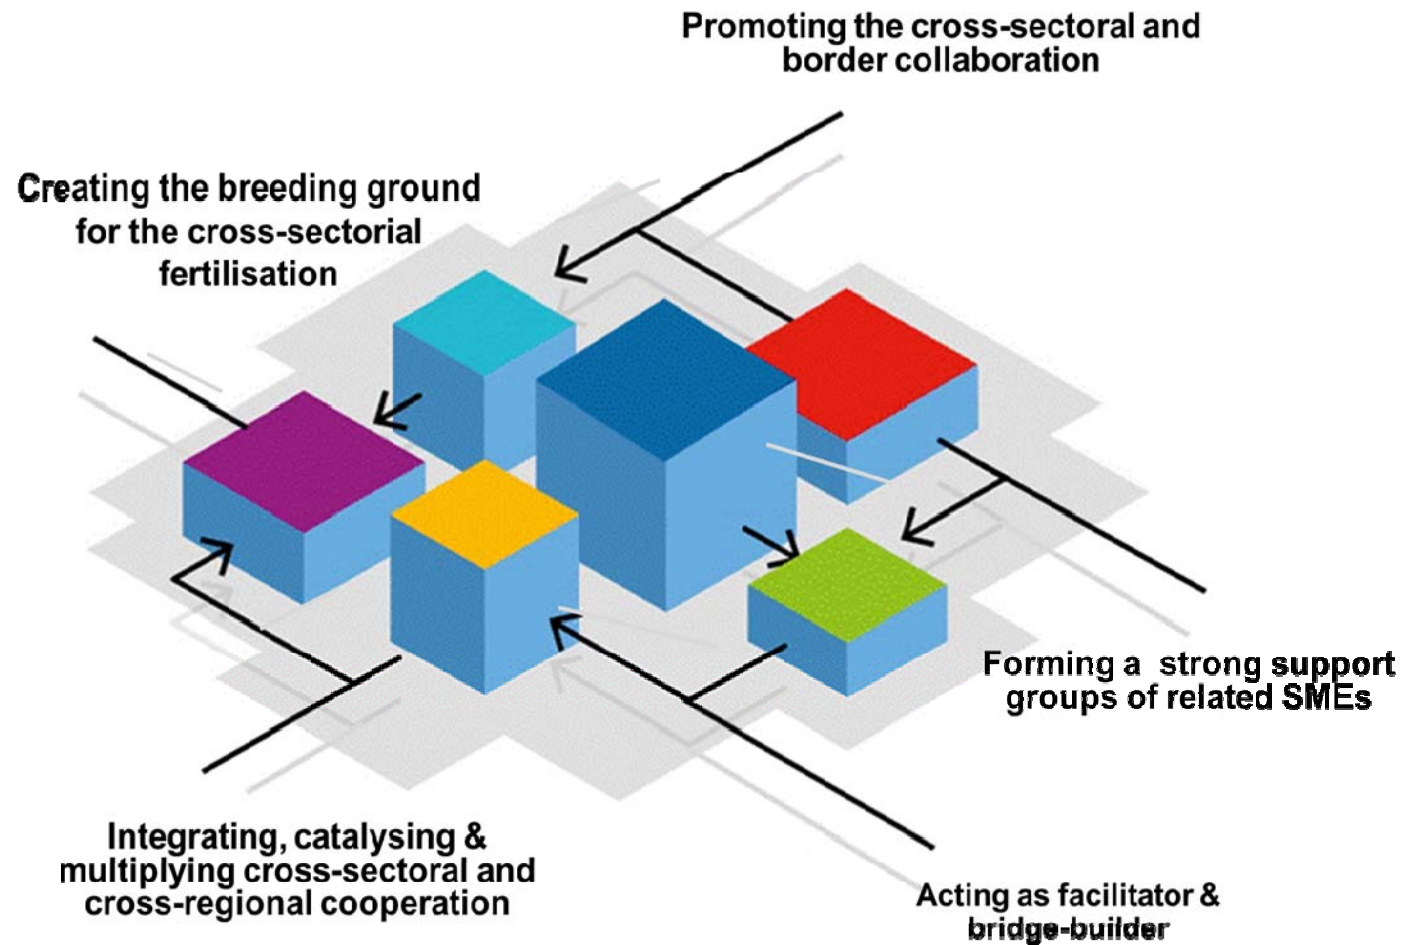 Promoting the cross-sectoral and
border collaboration
Creating the breeding ground
for the cross-sectorial
fertilisation
Forming a strong support
groups of related SMEs
Integrating, catalysing &
multiplying cross-sectoral and
cross-regional cooperation
Acting as facilitator &
bridge-builder